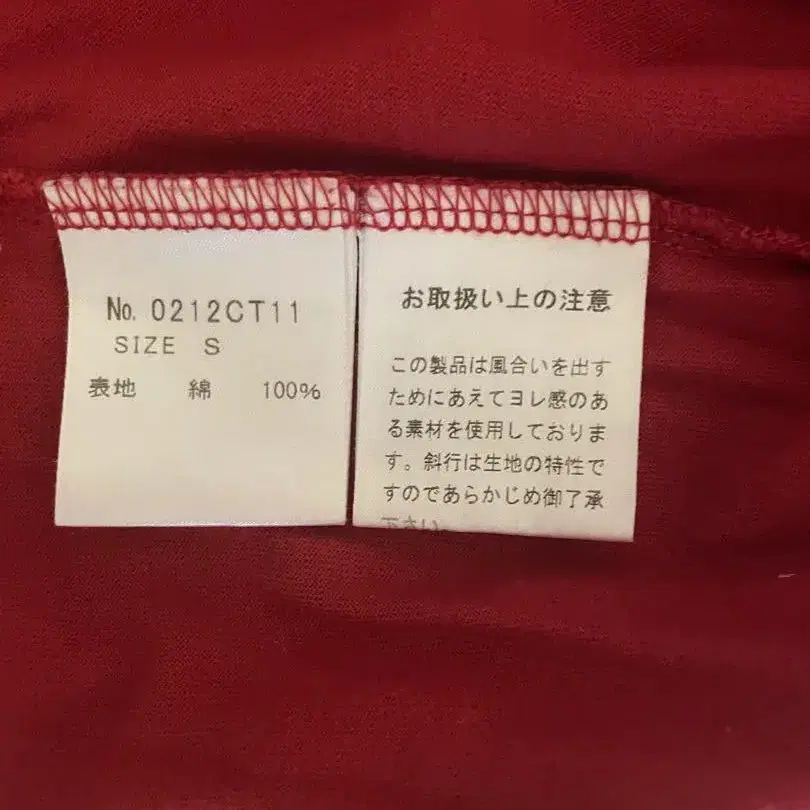 No. 0212CT11
SIZE S
表地 綿 100%
お取扱い上の注意
この製品は風合いを出す
ためにあえてヨレ感のあ
る素材を使用しておりま
す。斜行は生地の特性で
すのであらかじめ御了承
下さい。